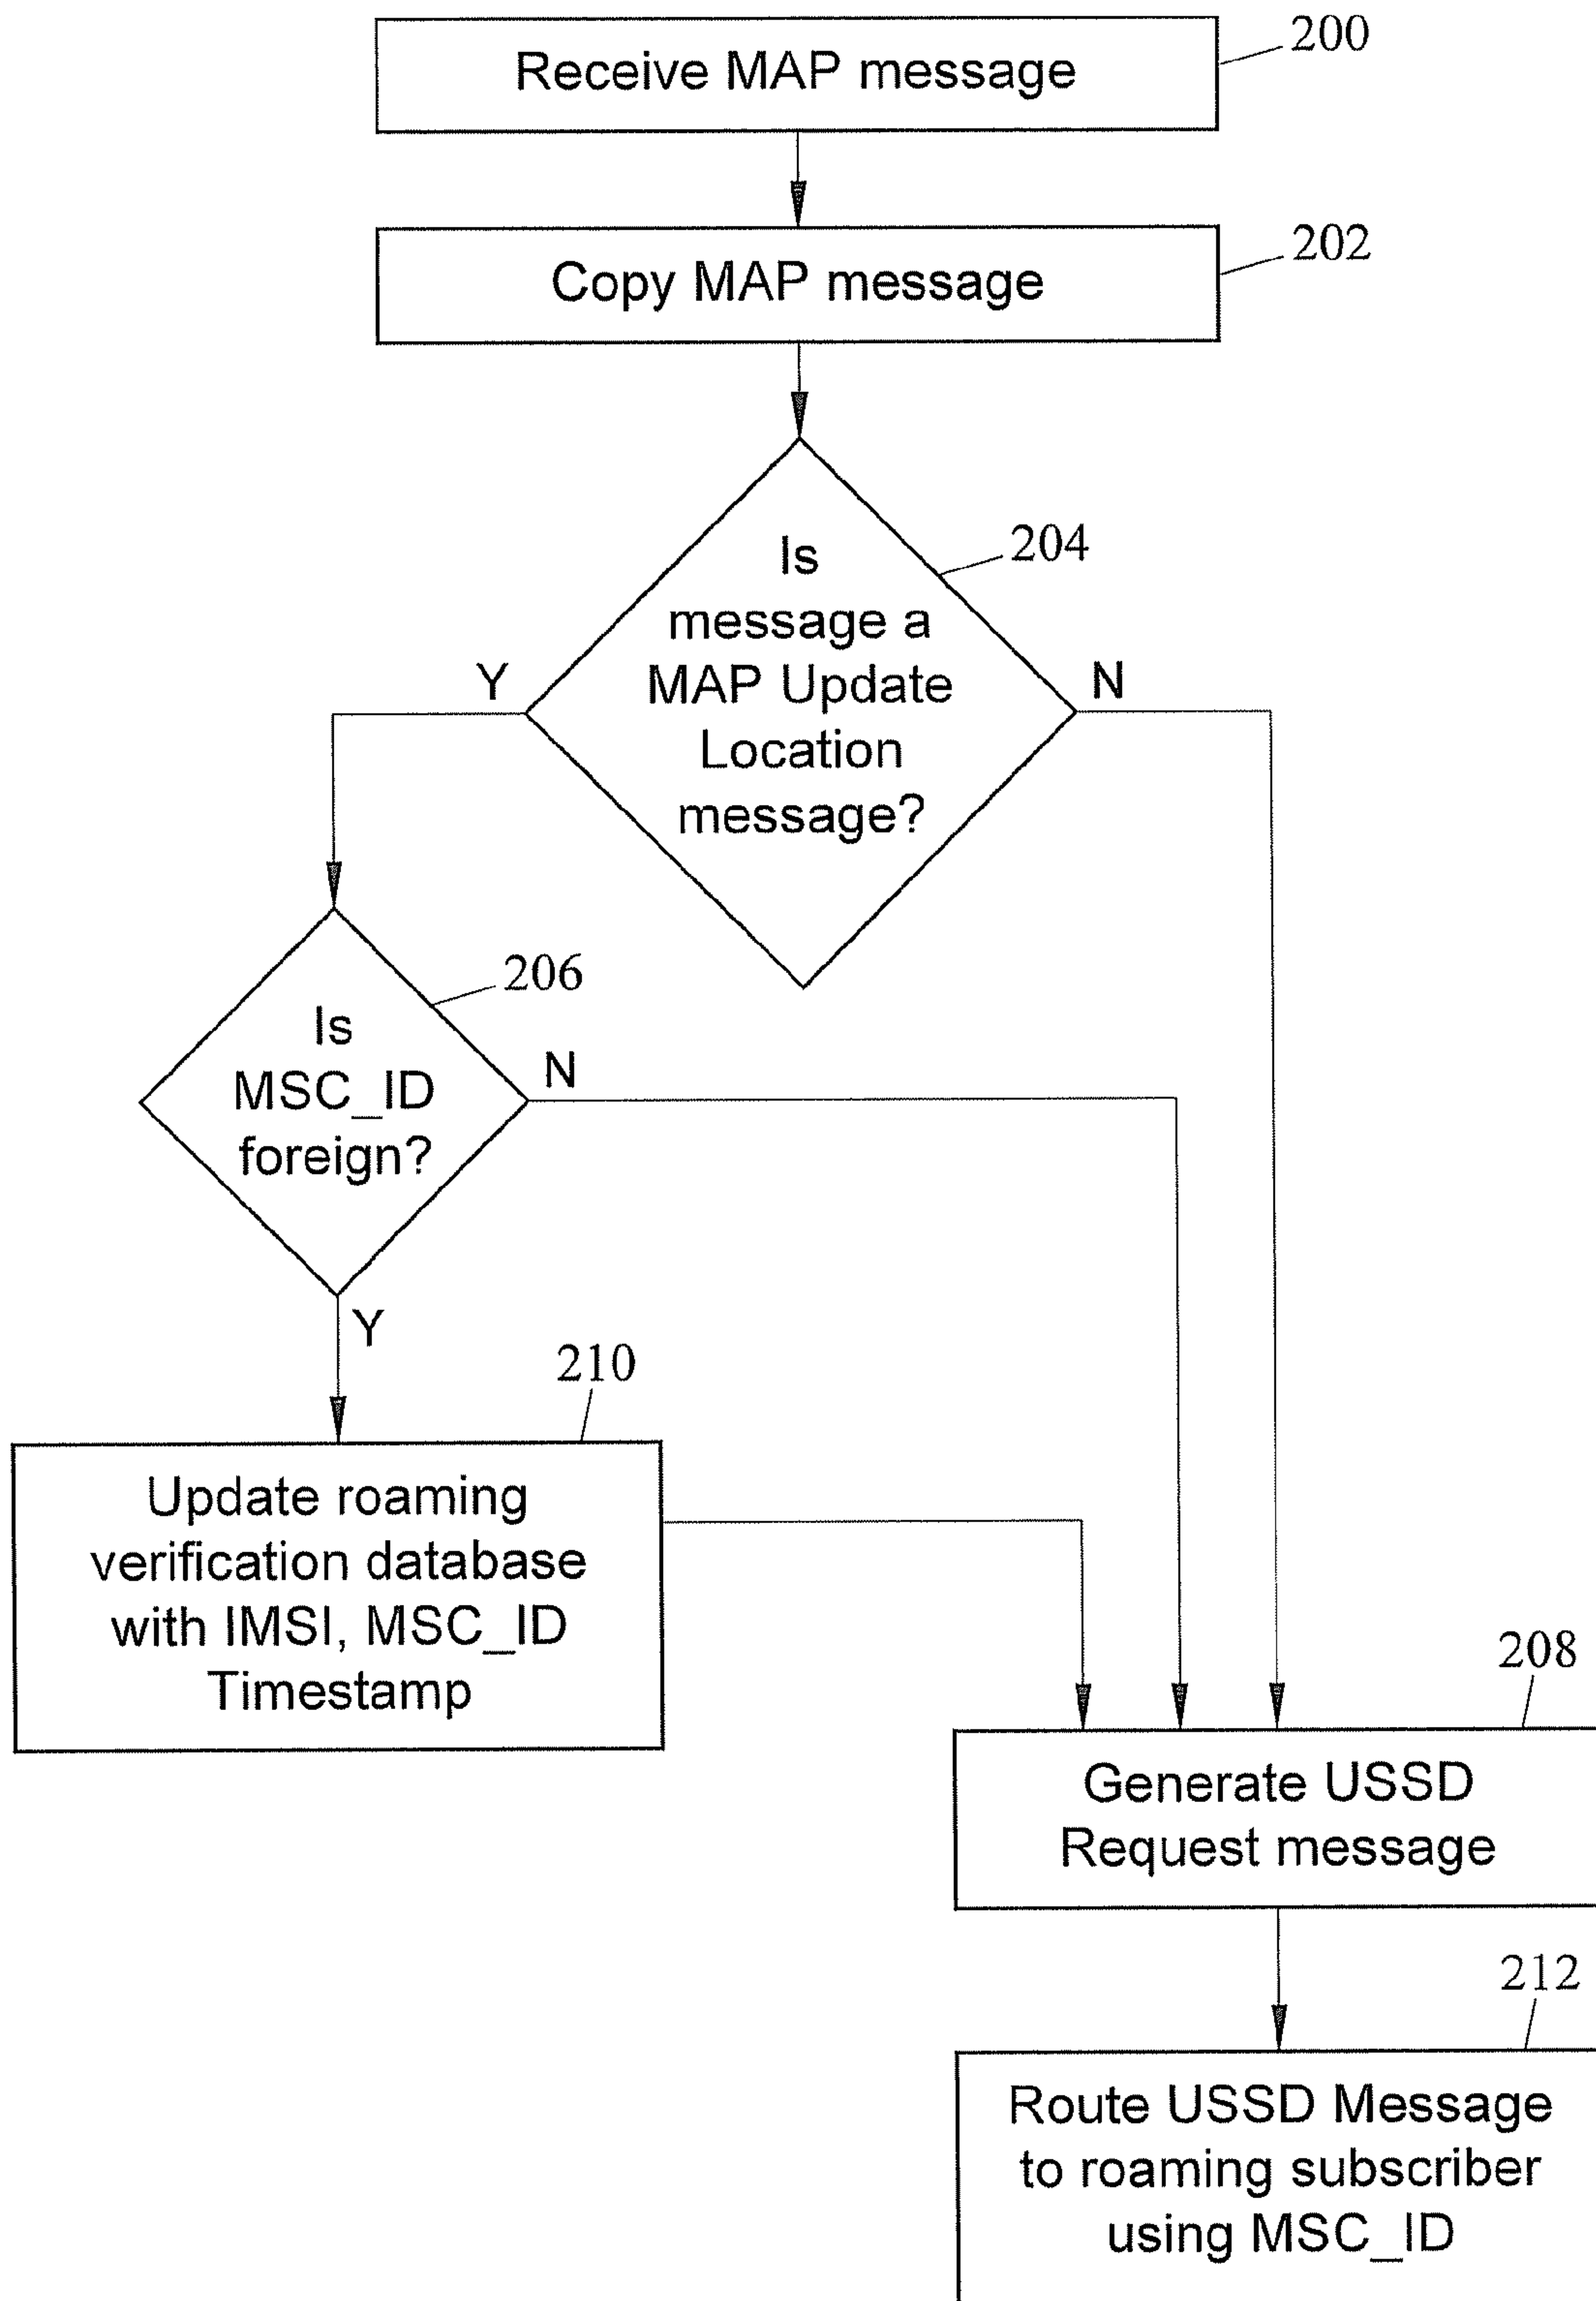 Receive MAP message
200
Copy MAP message
202
Is
message a
MAP Update
Location
message?
204
Y
N
Is
MSC_ID
foreign?
206
N
Y
210
Update roaming
verification database
with IMSI, MSC_ID
Timestamp
208
Generate USSD
Request message
212
Route USSD Message
to roaming subscriber
using MSC_ID